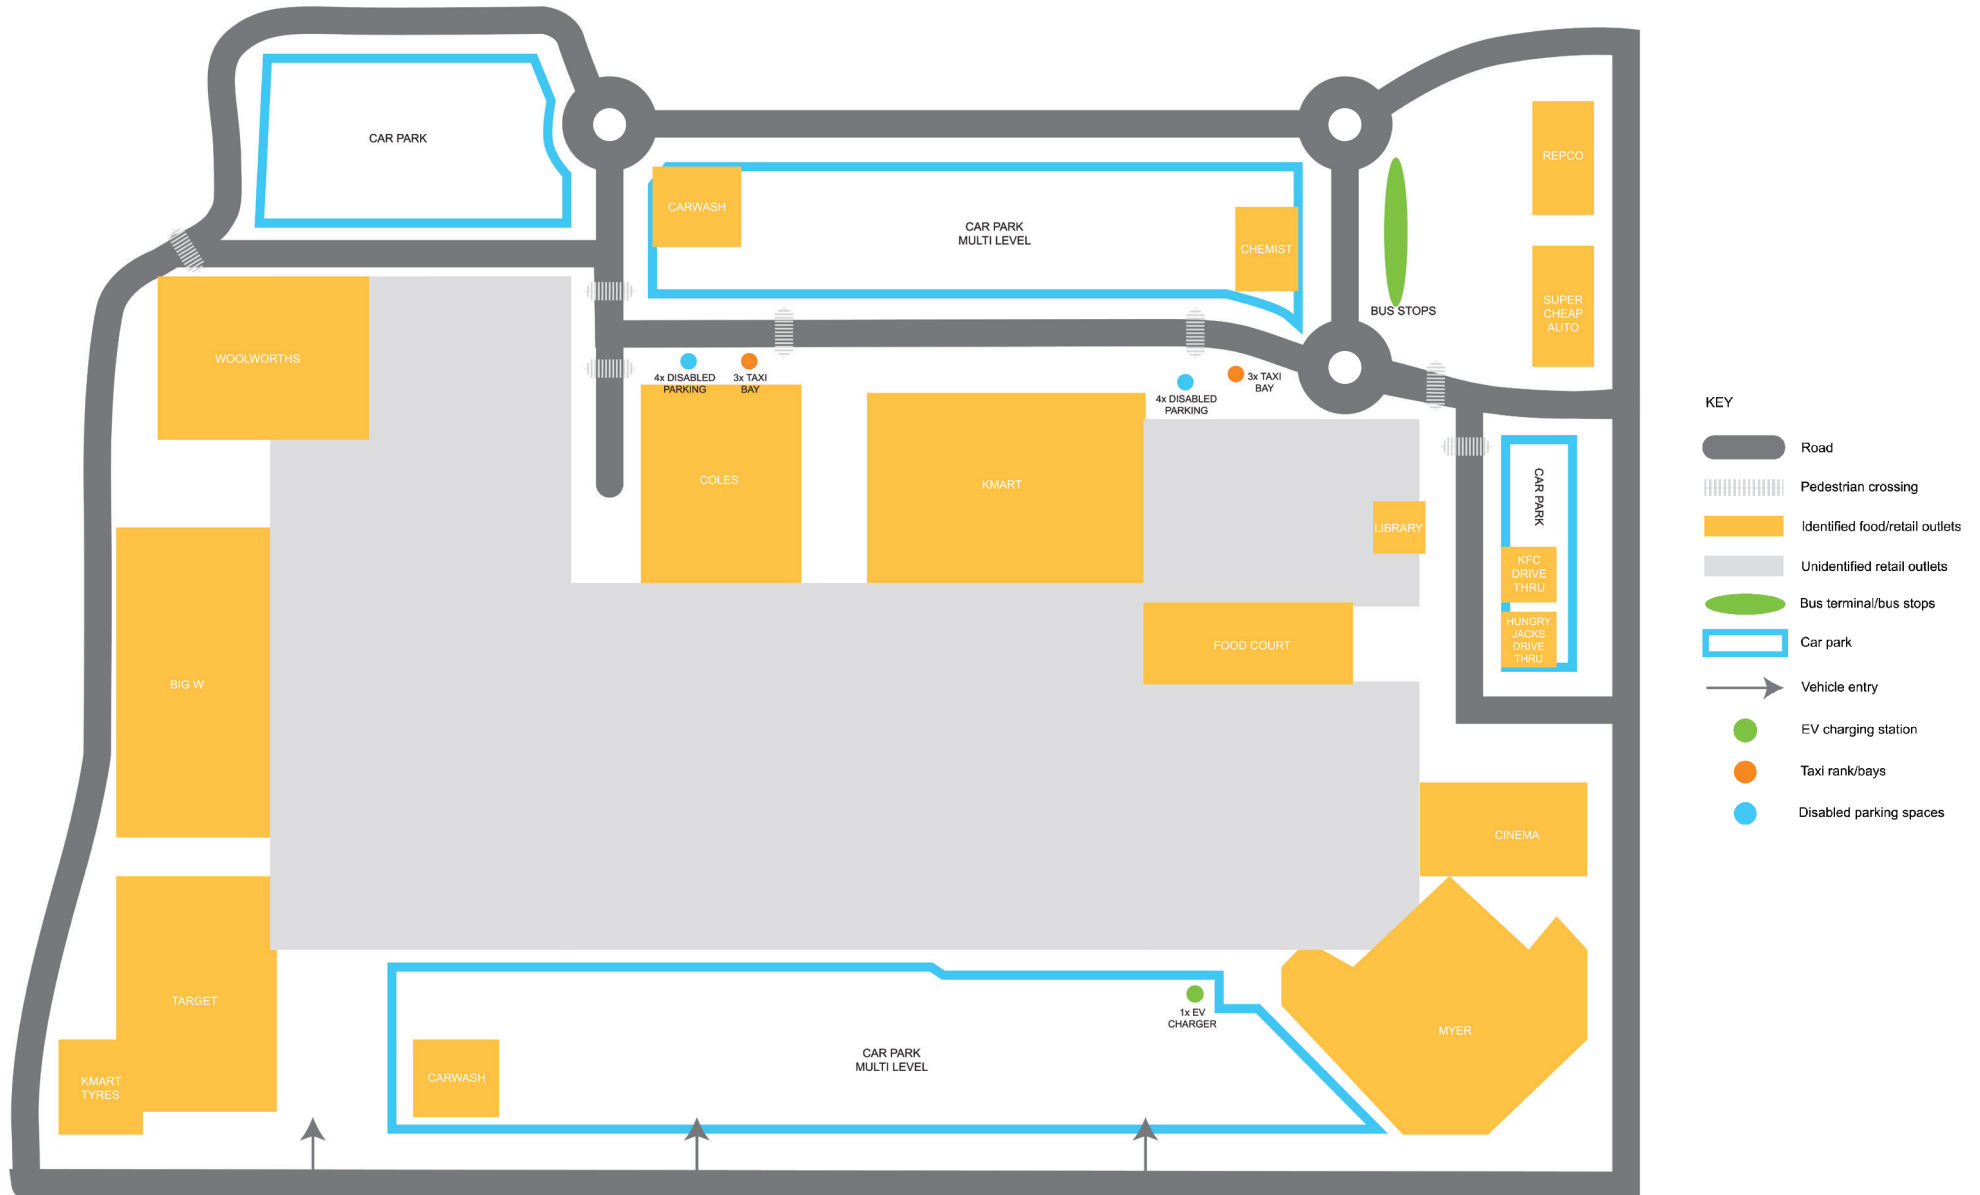 CAR PARK
REPCO
CARWASH
CAR PARK
MULTI LEVEL
CHEMIST
BUS STOPS
SUPER
CHEAP
AUTO
WOOLWORTHS
4x DISABLED
PARKING
3x TAXI
BAY
4x DISABLED
PARKING
3x TAXI
BAY
COLES
KMART
LIBRARY
CAR PARK
KFC
DRIVE
THRU
HUNGRY
JACKS
DRIVE
THRU
FOOD COURT
BIG W
CINEMA
TARGET
1x EV
CHARGER
MYER
CAR PARK
MULTI LEVEL
CARWASH
KMART
TYRES
KEY
Road
Pedestrian crossing
Identified food/retail outlets
Unidentified retail outlets
Bus terminal/bus stops
Car park
Vehicle entry
EV charging station
Taxi rank/bays
Disabled parking spaces